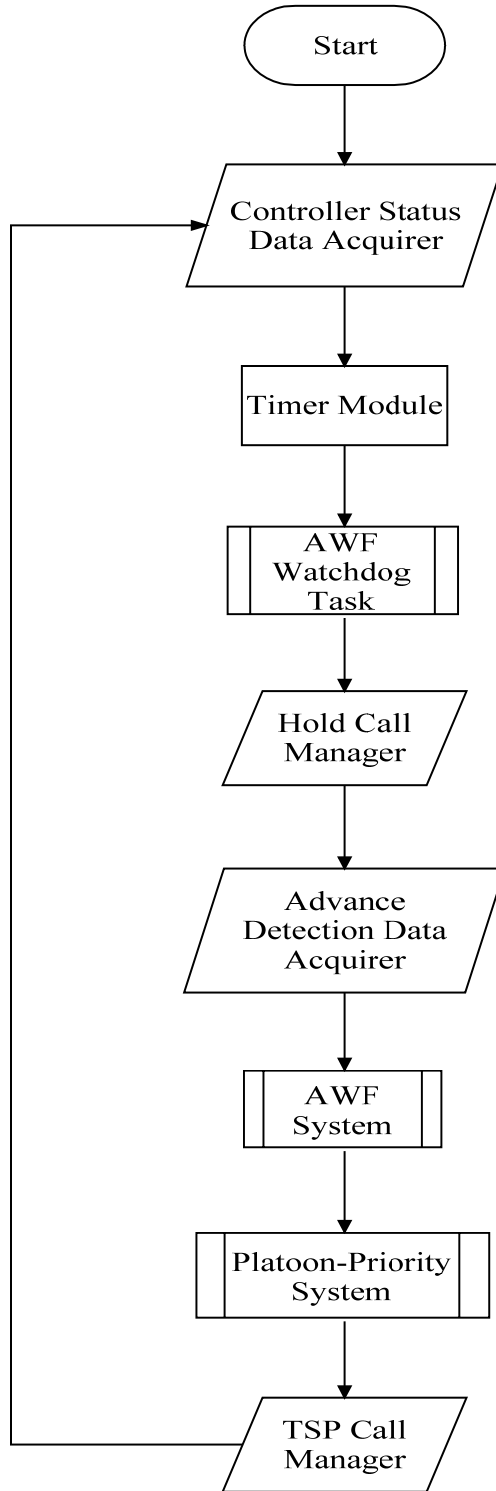 Start
Controller Status
Data Acquirer
Timer Module
AWF
Watchdog
Task
Hold Call
Manager
Advance
Detection Data
Acquirer
AWF
System
Platoon-Priority
System
TSP Call
Manager